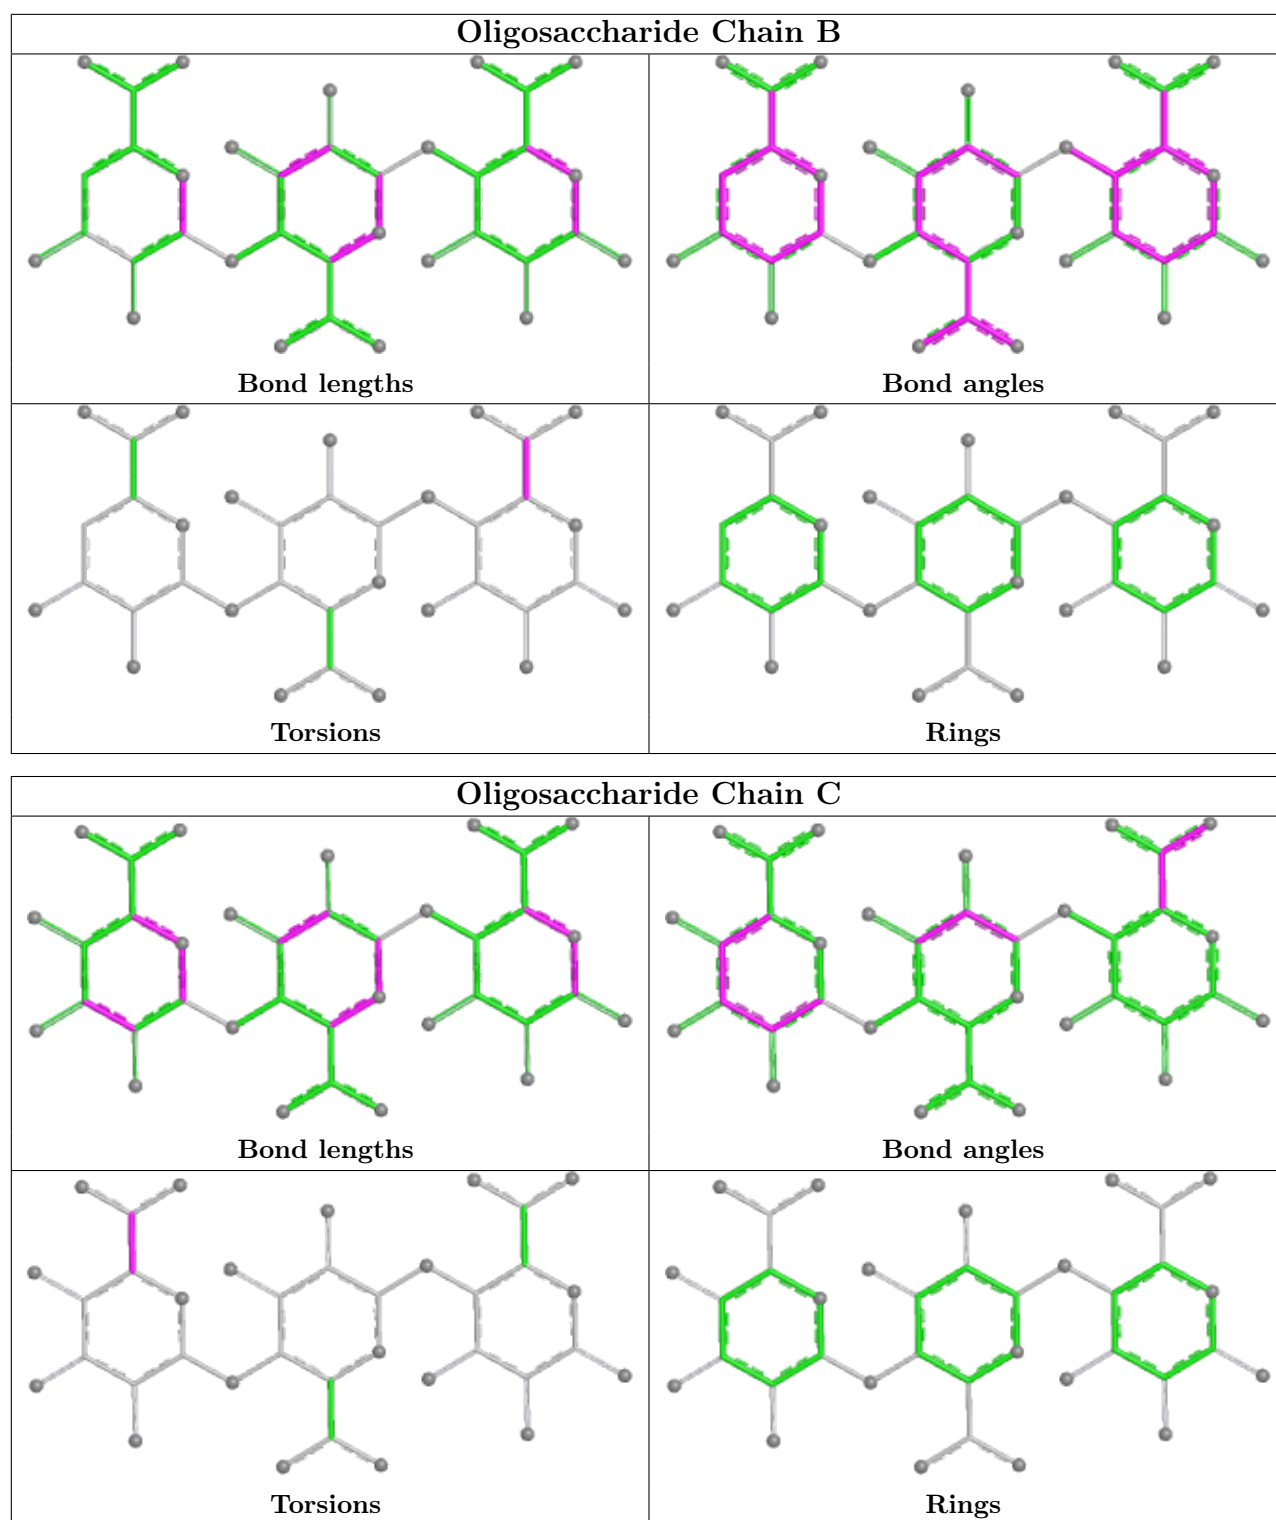 Oligosaccharide Chain B
Bond lengths
Bond angles
Torsions
Rings
Oligosaccharide Chain C
Bond lengths
Bond angles
Torsions
Rings